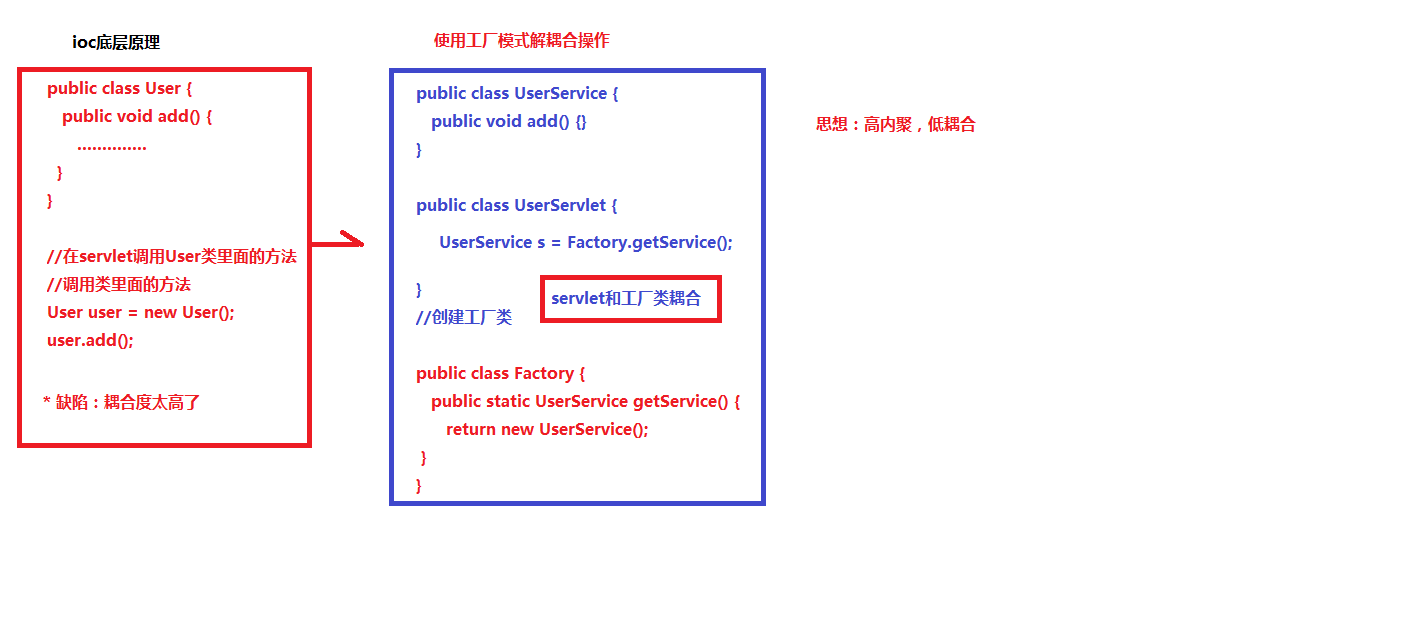 ioc底层原理
public class User {
public void add() {
..............
}
}
//在servlet调用User类里面的方法
//调用类里面的方法
User user = new User();
user.add();
* 缺陷：耦合度太高了
使用工厂模式解耦合操作
public class UserService {
public void add() {}
}
public class UserServlet {
UserService s = Factory.getService();
}
servlet和工厂类耦合
//创建工厂类
public class Factory {
public static UserService getService() {
return new UserService();
}
}
思想：高内聚，低耦合